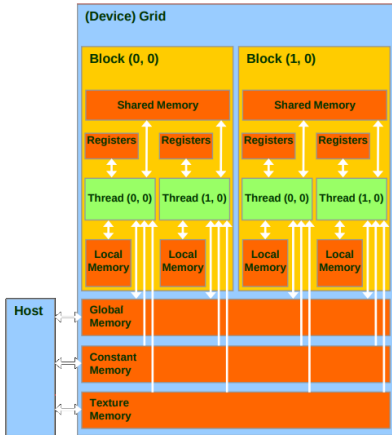 (Device) Grid
Block (0, 0)
Block (1, 0)
Shared Memory
Shared Memory
Registers
Registers
Registers
Registers
Thread (0, 0)
Thread (1, 0)
Thread (0, 0)
Thread (1, 0)
Local
Memory
Local
Memory
Local
Memory
Local
Memory
Host
Global
Memory
Constant
Memory
Texture
Memory